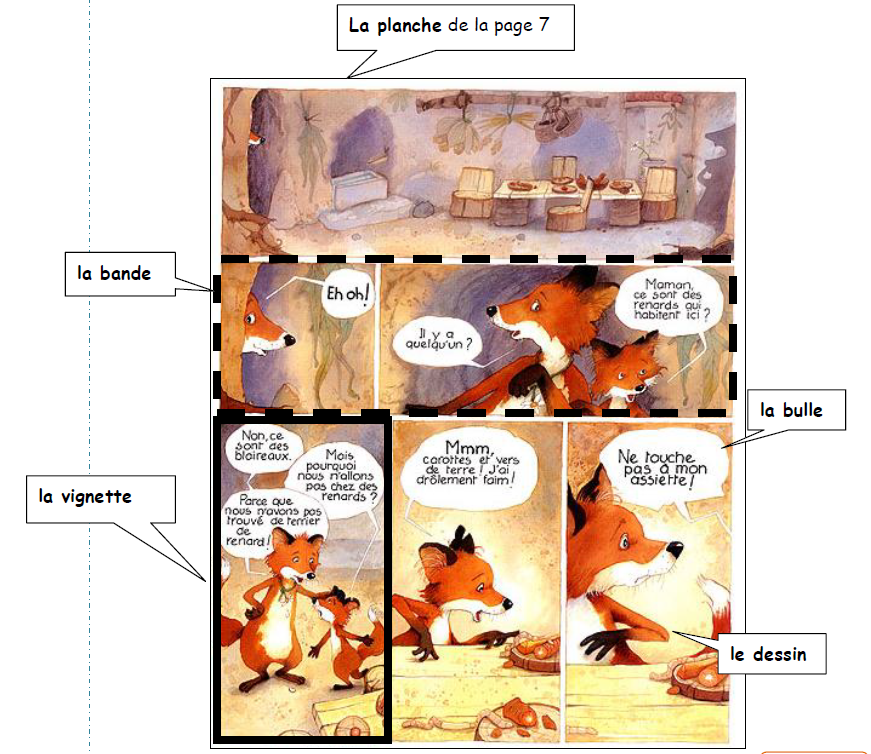 La planche de la page 7
la bande
Eh oh!
Il y a
quelqu'un ?
Maman,
ce sont des
renards qui
habitent ici ?
la bulle
la vignette
Non, ce
sont des
blaireaux.
Mais
pourquoi
nous n'allons
pas chez des
renards ?
Parce que
nous n'avons pas
trouvé de terrier
de
renard !
Mmm,
carottes et vers
de terre ! J'ai
drôlement faim !
Ne touche
pas à mon
assiette !
le dessin